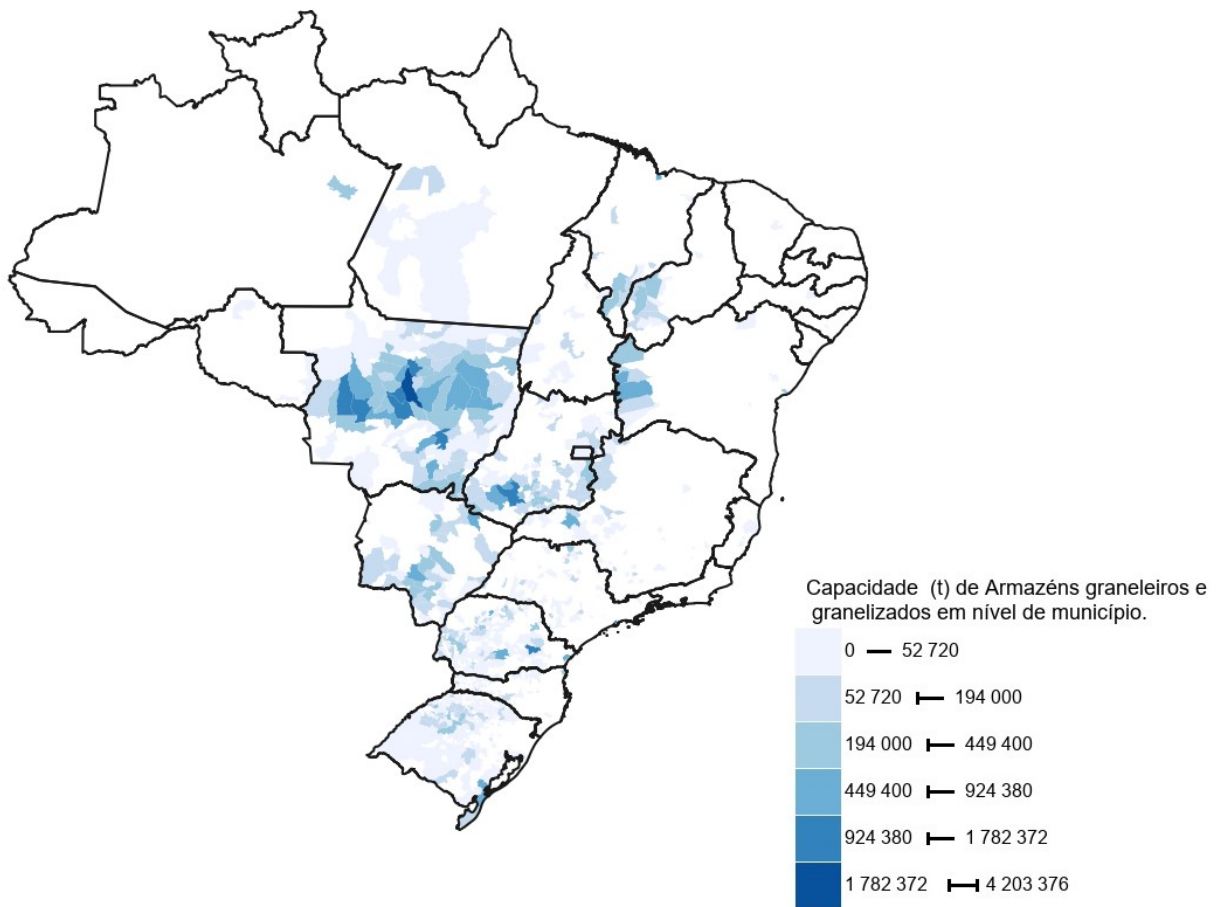 Capacidade (t) de Armazéns graneleiros e
granelizados em nível de município.
0 — 52 720
52 720 ⊢ 194 000
194 000 ⊢ 449 400
449 400 ⊢ 924 380
924 380 ⊢ 1 782 372
1 782 372 ⊢⊣ 4 203 376